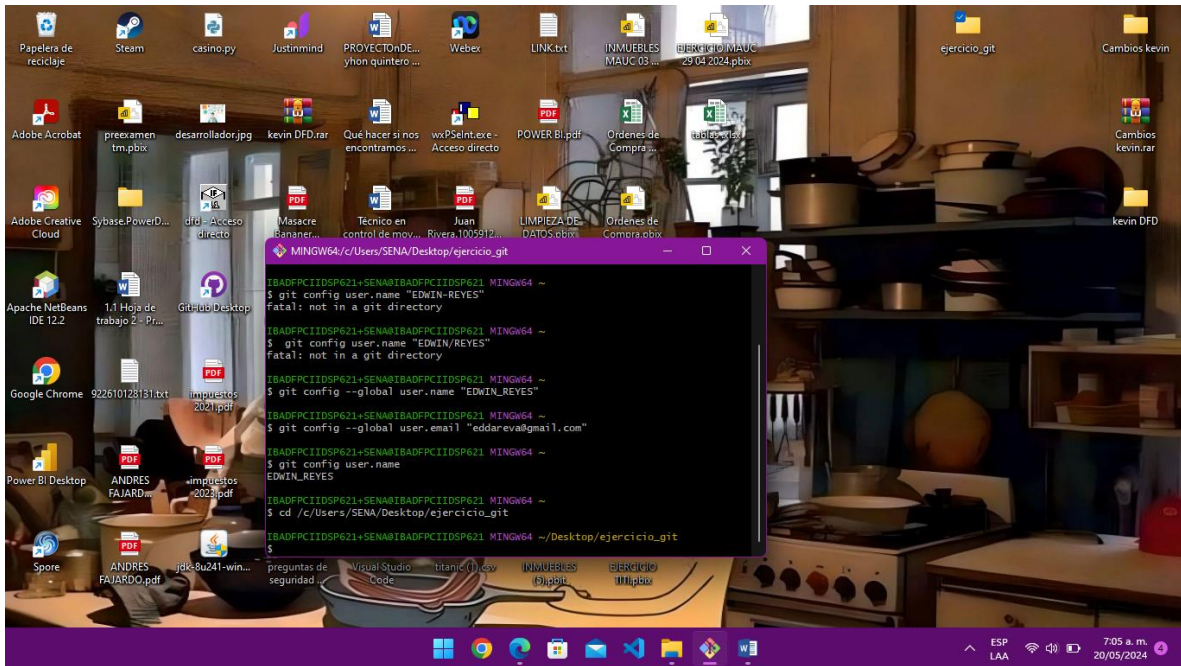 Papelera de
reciclaje
Steam
casino.py
Justinmind
PROYECTOnDE...
yhon quintero ...
Webex
LINK.txt
INMUEBLES
MAUC 03 ...
EJERCICIO MAUC
29 04 2024.pbix
ejercicio_git
Cambios kevin
Adobe Acrobat
preexamen
tm.pbix
desarrollador.jpg
kevin DFD.rar
Qué hacer si nos
encontramos ...
wxPSeInt.exe -
Acceso directo
POWER BI.pdf
Ordenes de
Compra ...
tablas.xlsx
Cambios
kevin.rar
Adobe Creative
Cloud
Sybase.PowerD...
dfd - Acceso
directo
Masacre
Bananer...
Técnico en
control de mov...
Juan
Rivera.1005912...
LIMPIEZA DE
DATOS.pbix
Ordenes de
Compra.pbix
kevin DFD
Apache NetBeans
IDE 12.2
1.1 Hoja de
trabajo 2 - Pr...
GitHub Desktop
Google Chrome
922610128131.txt
impuestos
2021.pdf
Power BI Desktop
ANDRES
FAJARD...
impuestos
2023.pdf
Spore
ANDRES
FAJARDO.pdf
jdk-8u241-win...
preguntas de
seguridad ...
Visual Studio
Code
titanic (1).csv
INMUEBLES
(5).pbit
EJERCICIO
1(1).pbix
MINGW64:/c/Users/SENA/Desktop/ejercicio_git
IBADFPCIIDSP621+SENA@IBADFPCIIDSP621 MINGW64 ~
$ git config user.name "EDWIN-REYES"
fatal: not in a git directory
IBADFPCIIDSP621+SENA@IBADFPCIIDSP621 MINGW64 ~
$  git config user.name "EDWIN/REYES"
fatal: not in a git directory
IBADFPCIIDSP621+SENA@IBADFPCIIDSP621 MINGW64 ~
$ git config --global user.name "EDWIN_REYES"
IBADFPCIIDSP621+SENA@IBADFPCIIDSP621 MINGW64 ~
$ git config --global user.email "eddareva@gmail.com"
IBADFPCIIDSP621+SENA@IBADFPCIIDSP621 MINGW64 ~
$ git config user.name
EDWIN_REYES
IBADFPCIIDSP621+SENA@IBADFPCIIDSP621 MINGW64 ~
$ cd /c/Users/SENA/Desktop/ejercicio_git
IBADFPCIIDSP621+SENA@IBADFPCIIDSP621 MINGW64 ~/Desktop/ejercicio_git
$
ESP
LAA
7:05 a. m.
20/05/2024
4